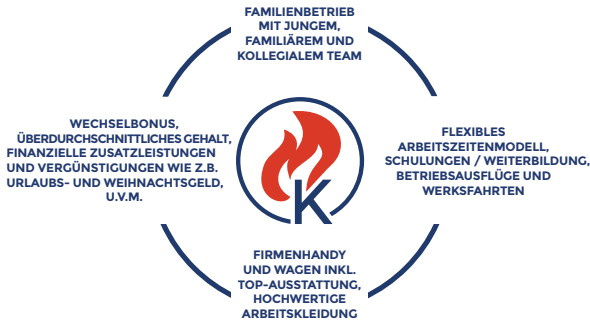 FAMILIENBETRIEB
MIT JUNGEM,
FAMILIÄREM UND
KOLLEGIALEM TEAM
WECHSELBONUS,
ÜBERDURCHSCHNITTLICHES GEHALT,
FINANZIELLE ZUSATZLEISTUNGEN
UND VERGÜNSTIGUNGEN WIE Z.B.
URLAUBS- UND WEIHNACHTSGELD,
U.V.M.
K
FLEXIBLES
ARBEITSZEITENMODELL,
SCHULUNGEN / WEITERBILDUNG,
BETRIEBSAUSFLÜGE UND
WERKSFAHRTEN
FIRMENHANDY
UND WAGEN INKL.
TOP-AUSSTATTUNG,
HOCHWERTIGE
ARBEITSKLEIDUNG